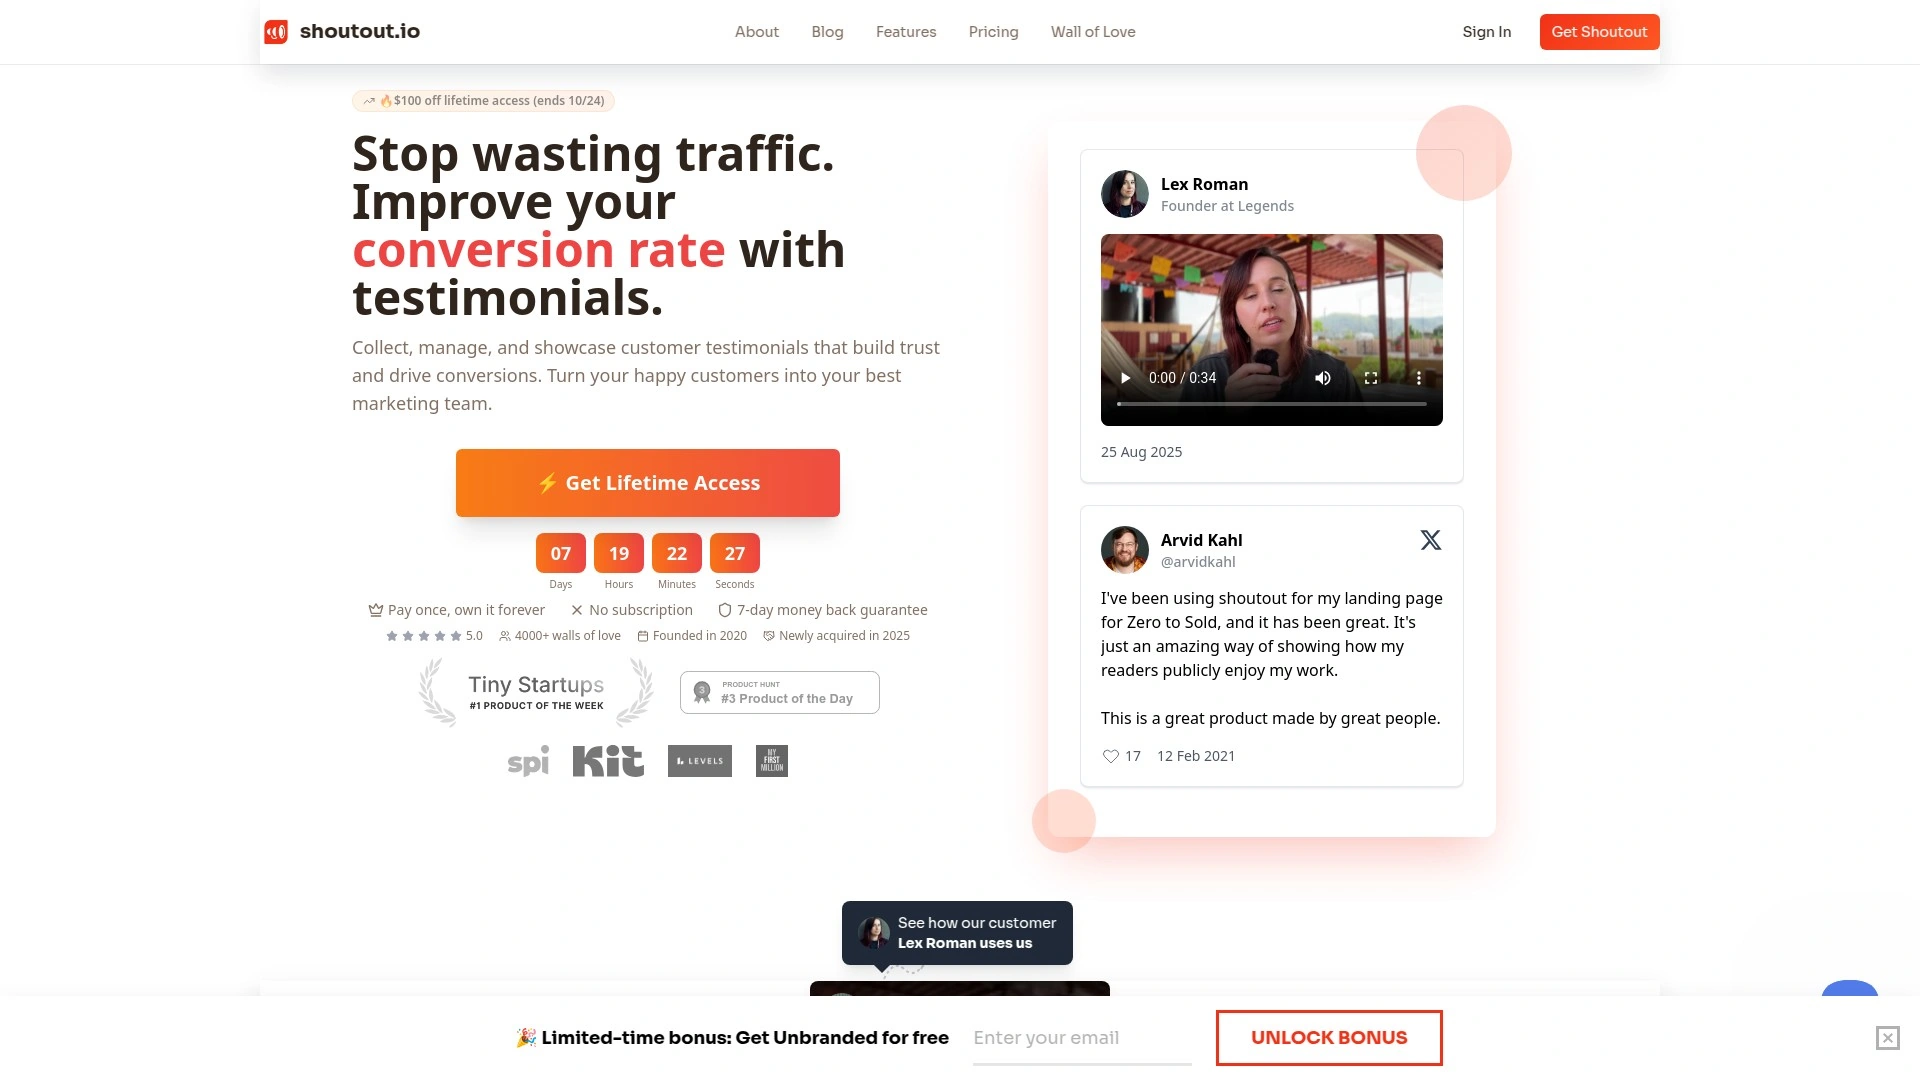 shoutout.io
About
Blog
Features
Pricing
Wall of Love
Sign In
Get Shoutout
🔥$100 off lifetime access (ends 10/24)
Stop wasting traffic.
Improve your
conversion rate with
testimonials.
Collect, manage, and showcase customer testimonials that build trust
and drive conversions. Turn your happy customers into your best
marketing team.
⚡ Get Lifetime Access
07 19 22 27
Days Hours Minutes Seconds
Pay once, own it forever
No subscription
7-day money back guarantee
5.0
4000+ walls of love
Founded in 2020
Newly acquired in 2025
Tiny Startups
#1 PRODUCT OF THE WEEK
3
PRODUCT HUNT
#3 Product of the Day
spi
Kit
L LEVELS
MY
FIRST
MILLION
Lex Roman
Founder at Legends
0:00 / 0:34
25 Aug 2025
Arvid Kahl
@arvidkahl
I've been using shoutout for my landing page
for Zero to Sold, and it has been great. It's
just an amazing way of showing how my
readers publicly enjoy my work.
This is a great product made by great people.
17
12 Feb 2021
See how our customer
Lex Roman uses us
🎉 Limited-time bonus: Get Unbranded for free
Enter your email
UNLOCK BONUS